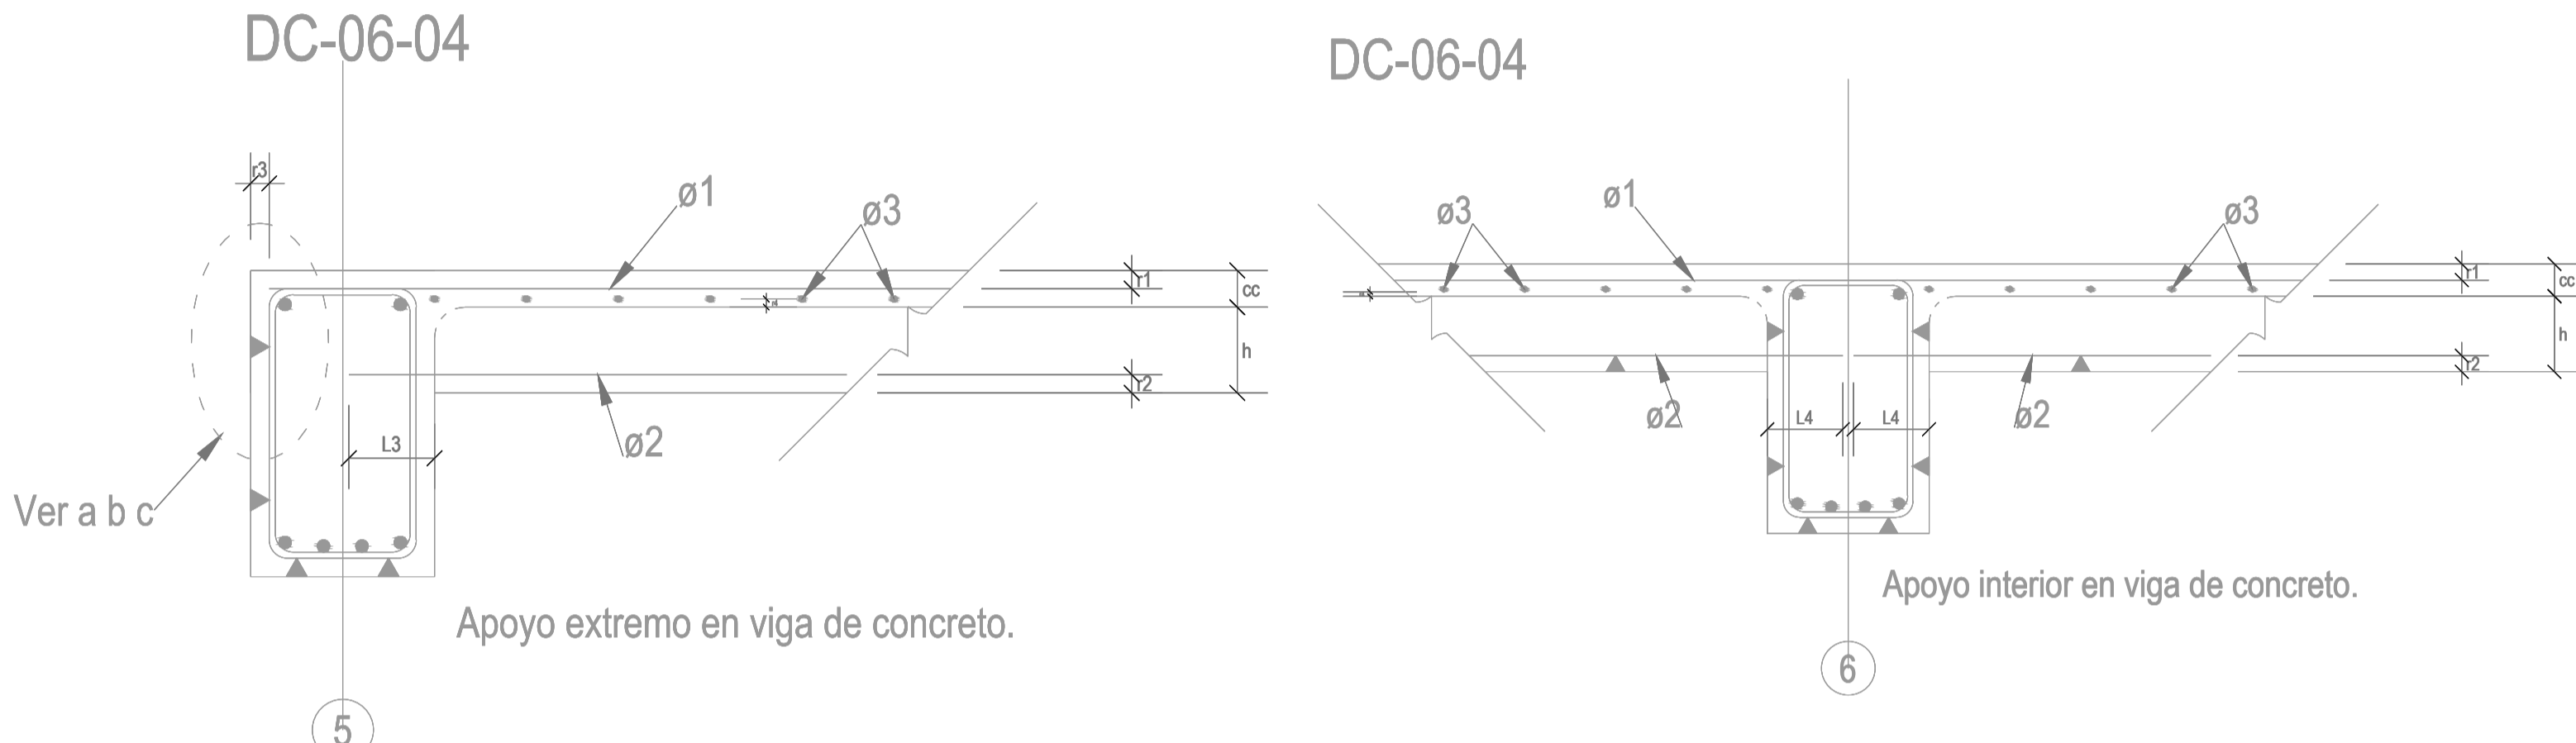 DC-06-04
r3
ø1
ø3
r1
cc
h
r2
ø2
L3
Ver a b c
Apoyo extremo en viga de concreto.
5
DC-06-04
ø3
ø1
ø3
r1
cc
h
r2
ø2
L4
L4
ø2
Apoyo interior en viga de concreto.
6